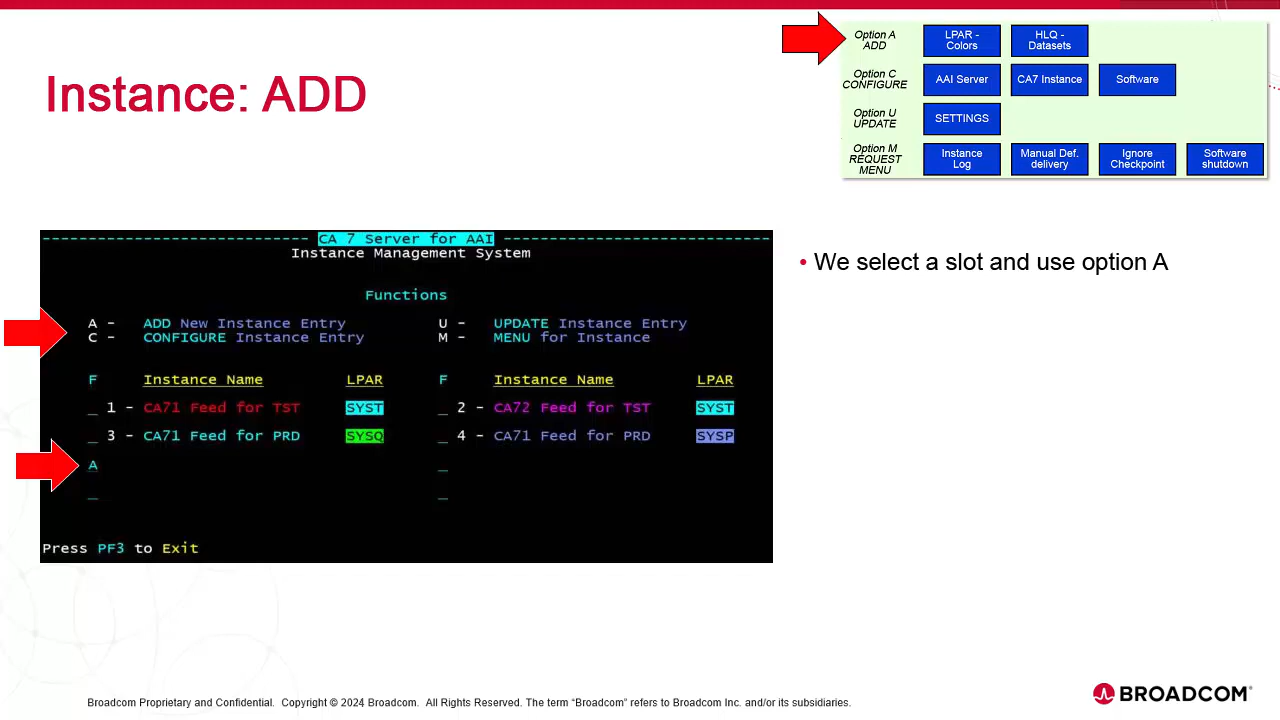 Instance: ADD
Option A
ADD
LPAR -
Colors
HLQ -
Datasets
Option C
CONFIGURE
AAI Server
CA7 Instance
Software
Option U
UPDATE
SETTINGS
Option M
REQUEST
MENU
Instance
Log
Manual Def.
delivery
Ignore
Checkpoint
Software
shutdown
----------------------------- CA 7 Server for AAI -----------------------------
Instance Management System
Functions
A - ADD New Instance Entry U - UPDATE Instance Entry
C - CONFIGURE Instance Entry M - MENU for Instance
F Instance Name LPAR F Instance Name LPAR
_ 1 - CA71 Feed for TST SYST _ 2 - CA72 Feed for TST SYST
_ 3 - CA71 Feed for PRD SYSQ _ 4 - CA71 Feed for PRD SYSP
A _
_ _
Press PF3 to Exit
• We select a slot and use option A
Broadcom Proprietary and Confidential. Copyright © 2024 Broadcom. All Rights Reserved. The term “Broadcom” refers to Broadcom Inc. and/or its subsidiaries.
BROADCOM®